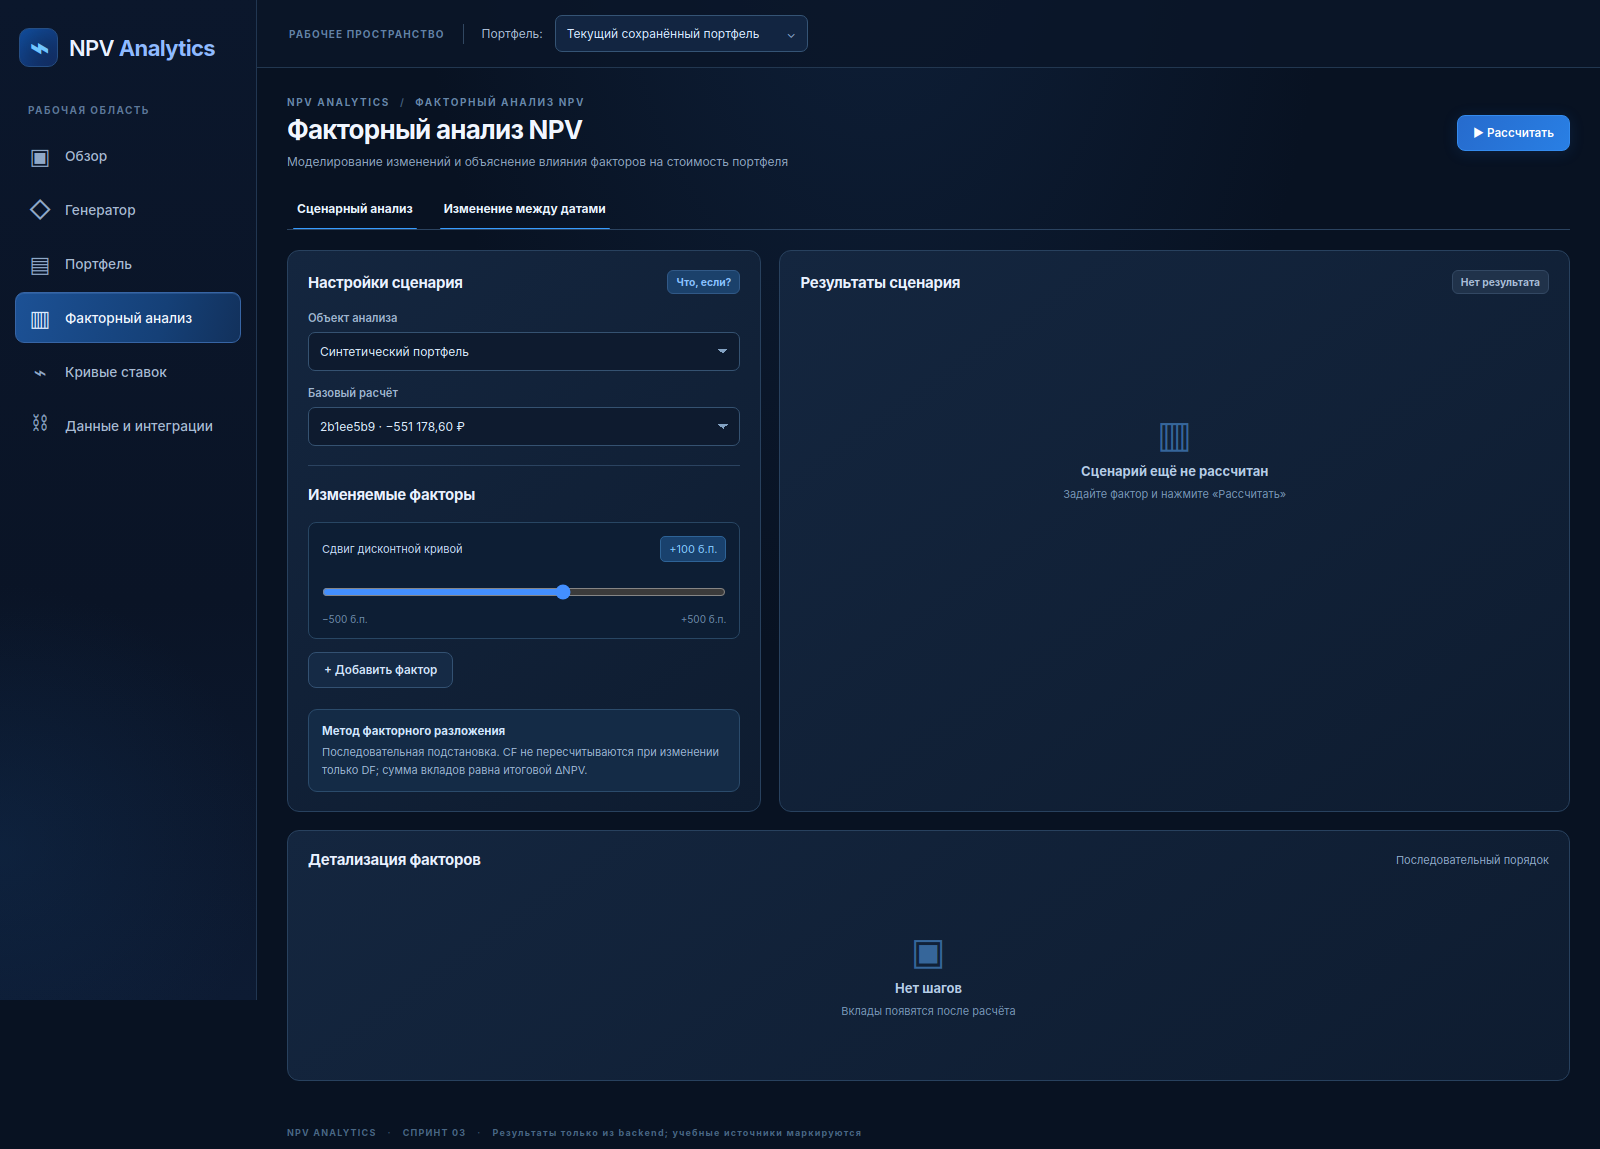 NPV Analytics
РАБОЧЕЕ ПРОСТРАНСТВО
Портфель:
Текущий сохранённый портфель
РАБОЧАЯ ОБЛАСТЬ
Обзор
Генератор
Портфель
Факторный анализ
Кривые ставок
Данные и интеграции
NPV ANALYTICS / ФАКТОРНЫЙ АНАЛИЗ NPV
Факторный анализ NPV
Моделирование изменений и объяснение влияния факторов на стоимость портфеля
▶ Рассчитать
Сценарный анализ
Изменение между датами
Настройки сценария
Что, если?
Объект анализа
Синтетический портфель
Базовый расчёт
2b1ee5b9 · −551 178,60 ₽
Изменяемые факторы
Сдвиг дисконтной кривой
+100 б.п.
−500 б.п.
+500 б.п.
+ Добавить фактор
Метод факторного разложения
Последовательная подстановка. CF не пересчитываются при изменении
только DF; сумма вкладов равна итоговой ΔNPV.
Результаты сценария
Нет результата
Сценарий ещё не рассчитан
Задайте фактор и нажмите «Рассчитать»
Детализация факторов
Последовательный порядок
Нет шагов
Вклады появятся после расчёта
NPV ANALYTICS · СПРИНТ 03 · Результаты только из backend; учебные источники маркируются